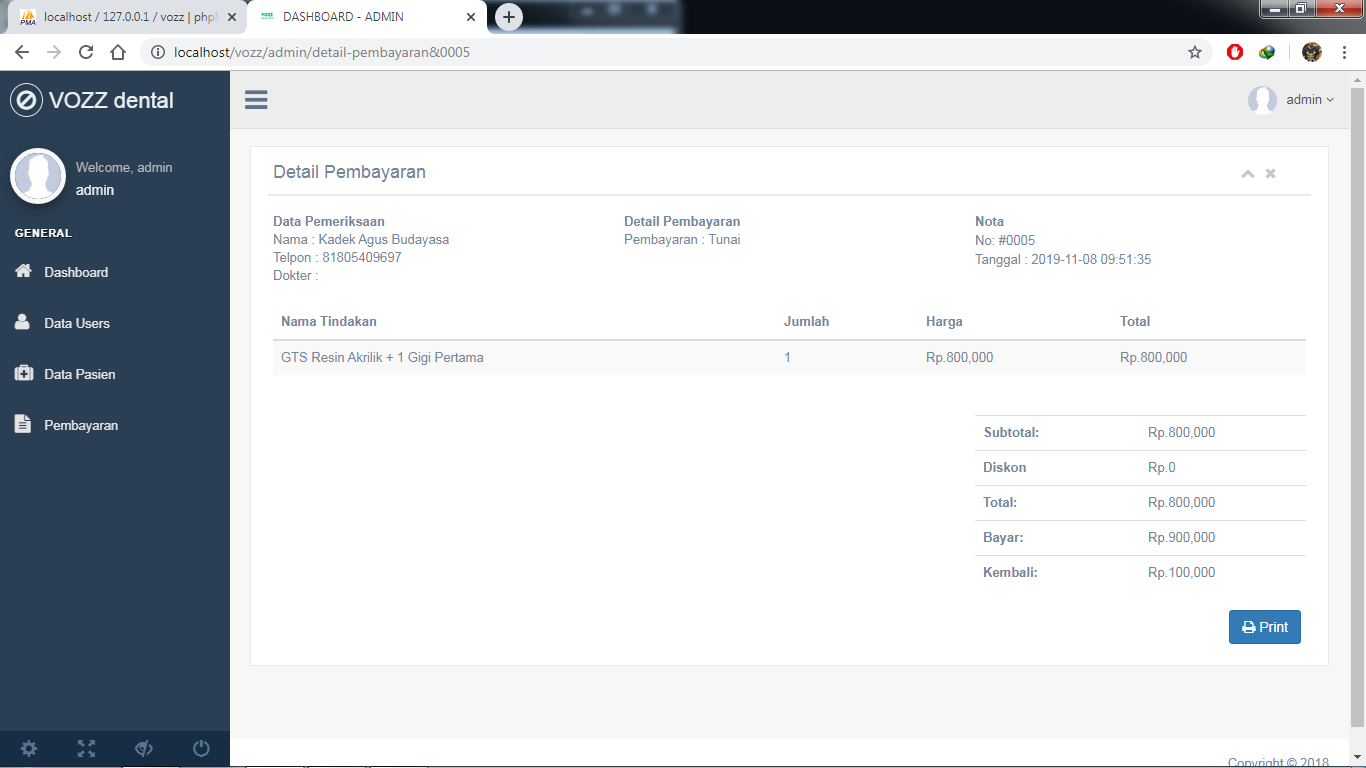 PMA
localhost / 127.0.0.1 / vozz | php
VOZZ
DASHBOARD - ADMIN
localhost/vozz/admin/detail-pembayaran&0005
VOZZ dental
admin
Welcome, admin
admin
GENERAL
Dashboard
Data Users
Data Pasien
Pembayaran
Detail Pembayaran
Data Pemeriksaan
Nama : Kadek Agus Budayasa
Telpon : 81805409697
Dokter :
Detail Pembayaran
Pembayaran : Tunai
Nota
No: #0005
Tanggal : 2019-11-08 09:51:35
Nama Tindakan Jumlah Harga Total
GTS Resin Akrilik + 1 Gigi Pertama 1 Rp.800,000 Rp.800,000
Subtotal: Rp.800,000
Diskon Rp.0
Total: Rp.800,000
Bayar: Rp.900,000
Kembali: Rp.100,000
Print
Copyright © 2018